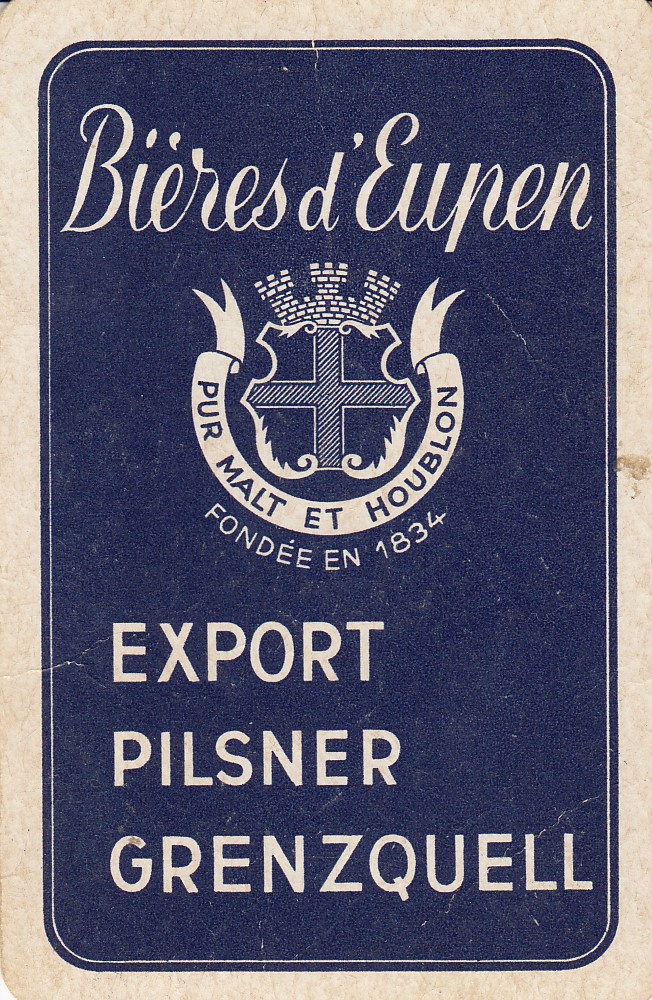 Bières d'Eupen
PUR MALT ET HOUBLON
FONDÉE EN 1834
EXPORT
PILSNER
GRENZQUELL